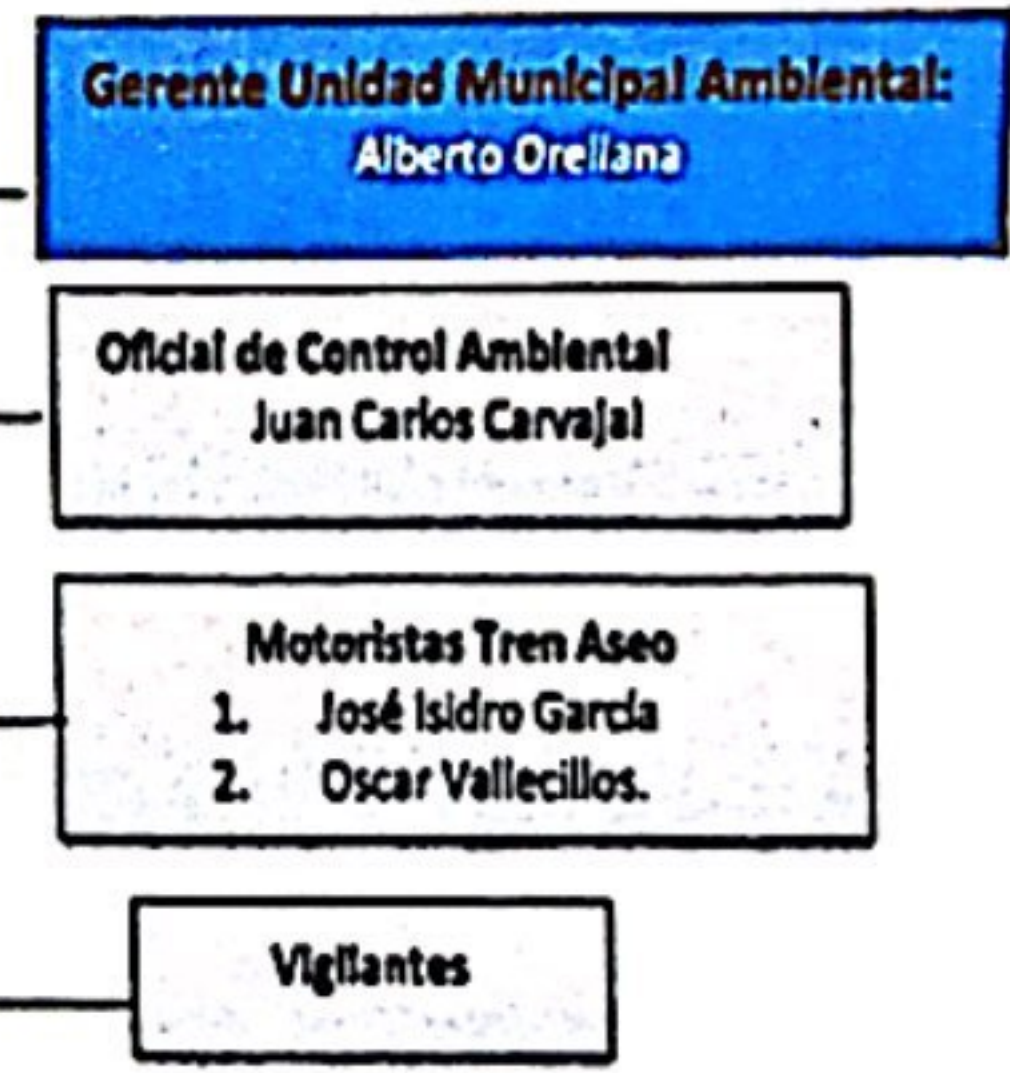 Gerente Unidad Municipal Ambiental:
Alberto Orellana
Oficial de Control Ambiental
Juan Carlos Carvajal
Motoristas Tren Aseo
1. José Isidro García
2. Oscar Vallecillos.
Vigilantes